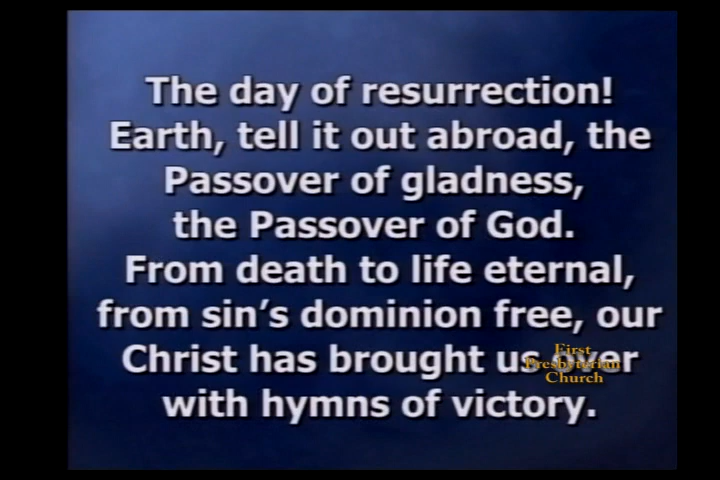 The day of resurrection!
Earth, tell it out abroad, the
Passover of gladness,
the Passover of God.
From death to life eternal,
from sin's dominion free, our
Christ has brought us over
with hymns of victory.
First
Presbyterian
Church